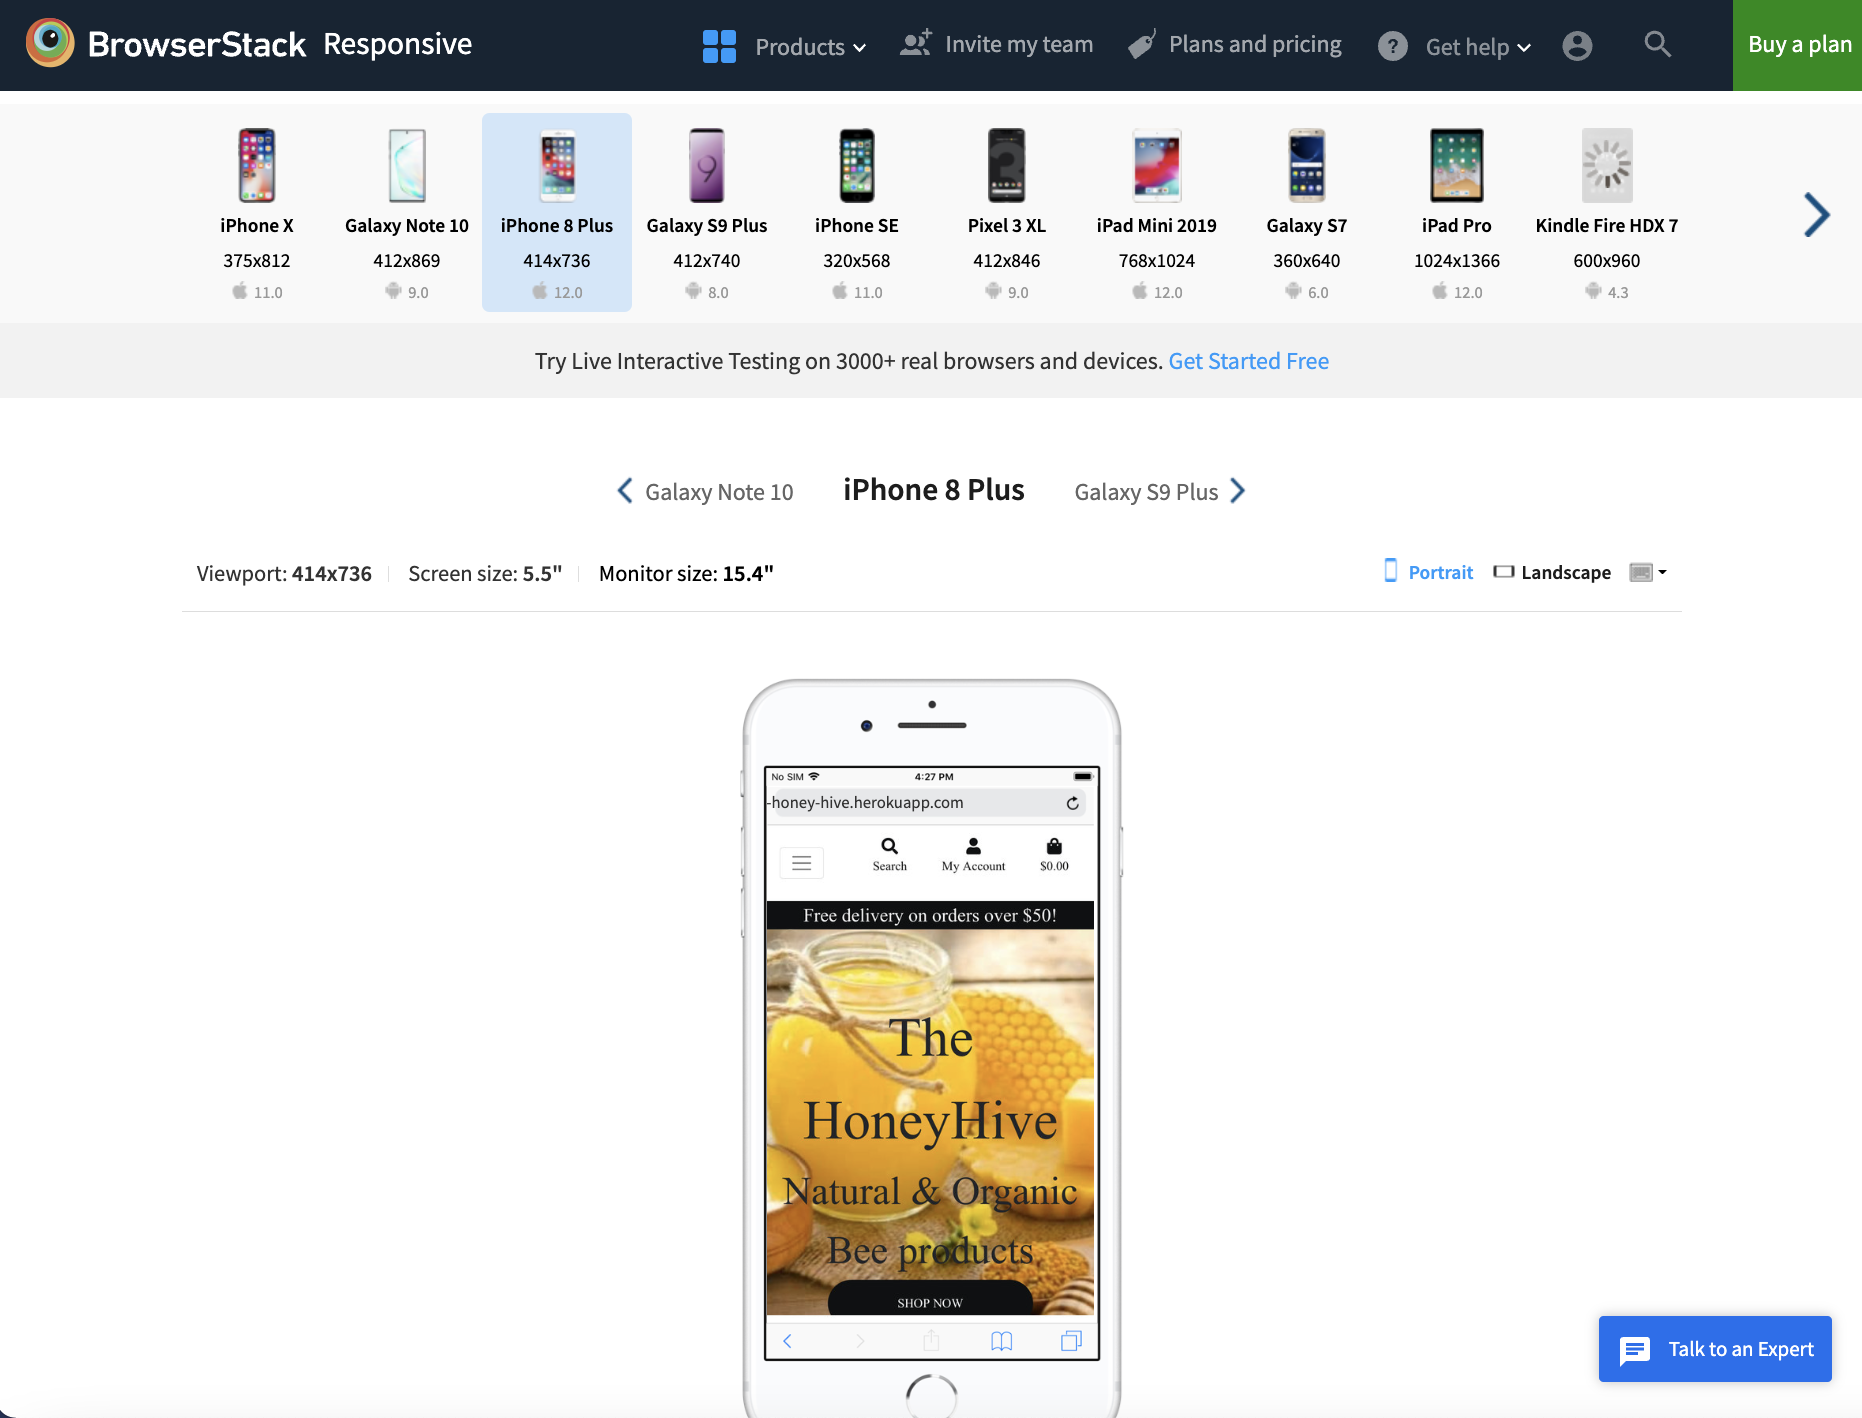 BrowserStack Responsive
Products
Invite my team
Plans and pricing
? Get help
Buy a plan
iPhone X
375x812
11.0
Galaxy Note 10
412x869
9.0
iPhone 8 Plus
414x736
12.0
Galaxy S9 Plus
412x740
8.0
iPhone SE
320x568
11.0
Pixel 3 XL
412x846
9.0
iPad Mini 2019
768x1024
12.0
Galaxy S7
360x640
6.0
iPad Pro
1024x1366
12.0
Kindle Fire HDX 7
600x960
4.3
Try Live Interactive Testing on 3000+ real browsers and devices. Get Started Free
Galaxy Note 10
iPhone 8 Plus
Galaxy S9 Plus
Viewport: 414x736
Screen size: 5.5"
Monitor size: 15.4"
Portrait
Landscape
No SIM
4:27 PM
-honey-hive.herokuapp.com
Search
My Account
$0.00
Free delivery on orders over $50!
The
HoneyHive
Natural & Organic
Bee products
SHOP NOW
Talk to an Expert